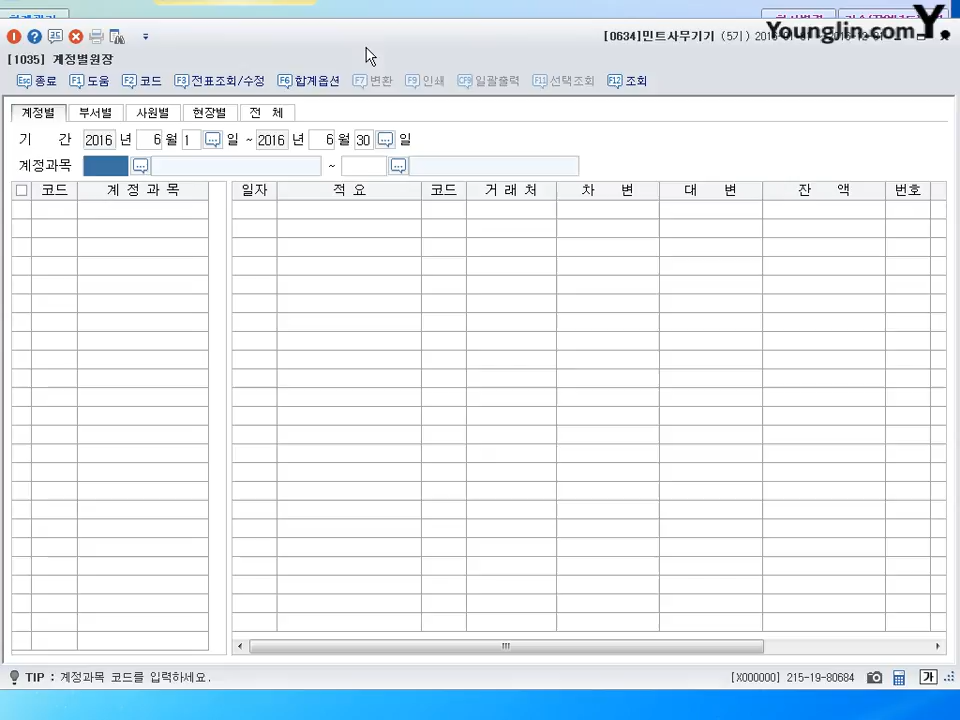 Younglin.com Y.
[0634]민트사무기기 (5기)
[1035] 계정별원장
Esc 종료 F1 도움 F2 코드 F3 전표조회/수정 F6 합계옵션 F7 변환 F9 인쇄 CF9 일괄출력 F11 선택조회 F12 조회
계정별 부서별 사원별 현장별 전 체
기 간 2016 년 6 월 1 일 ~ 2016 년 6 월 30 일
계정과목 ~
코드 계 정 과 목 일자 적 요 코드 거 래 처 차 변 대 변 잔 액 번호
TIP : 계정과목 코드를 입력하세요.
[X000000] 215-19-80684 가